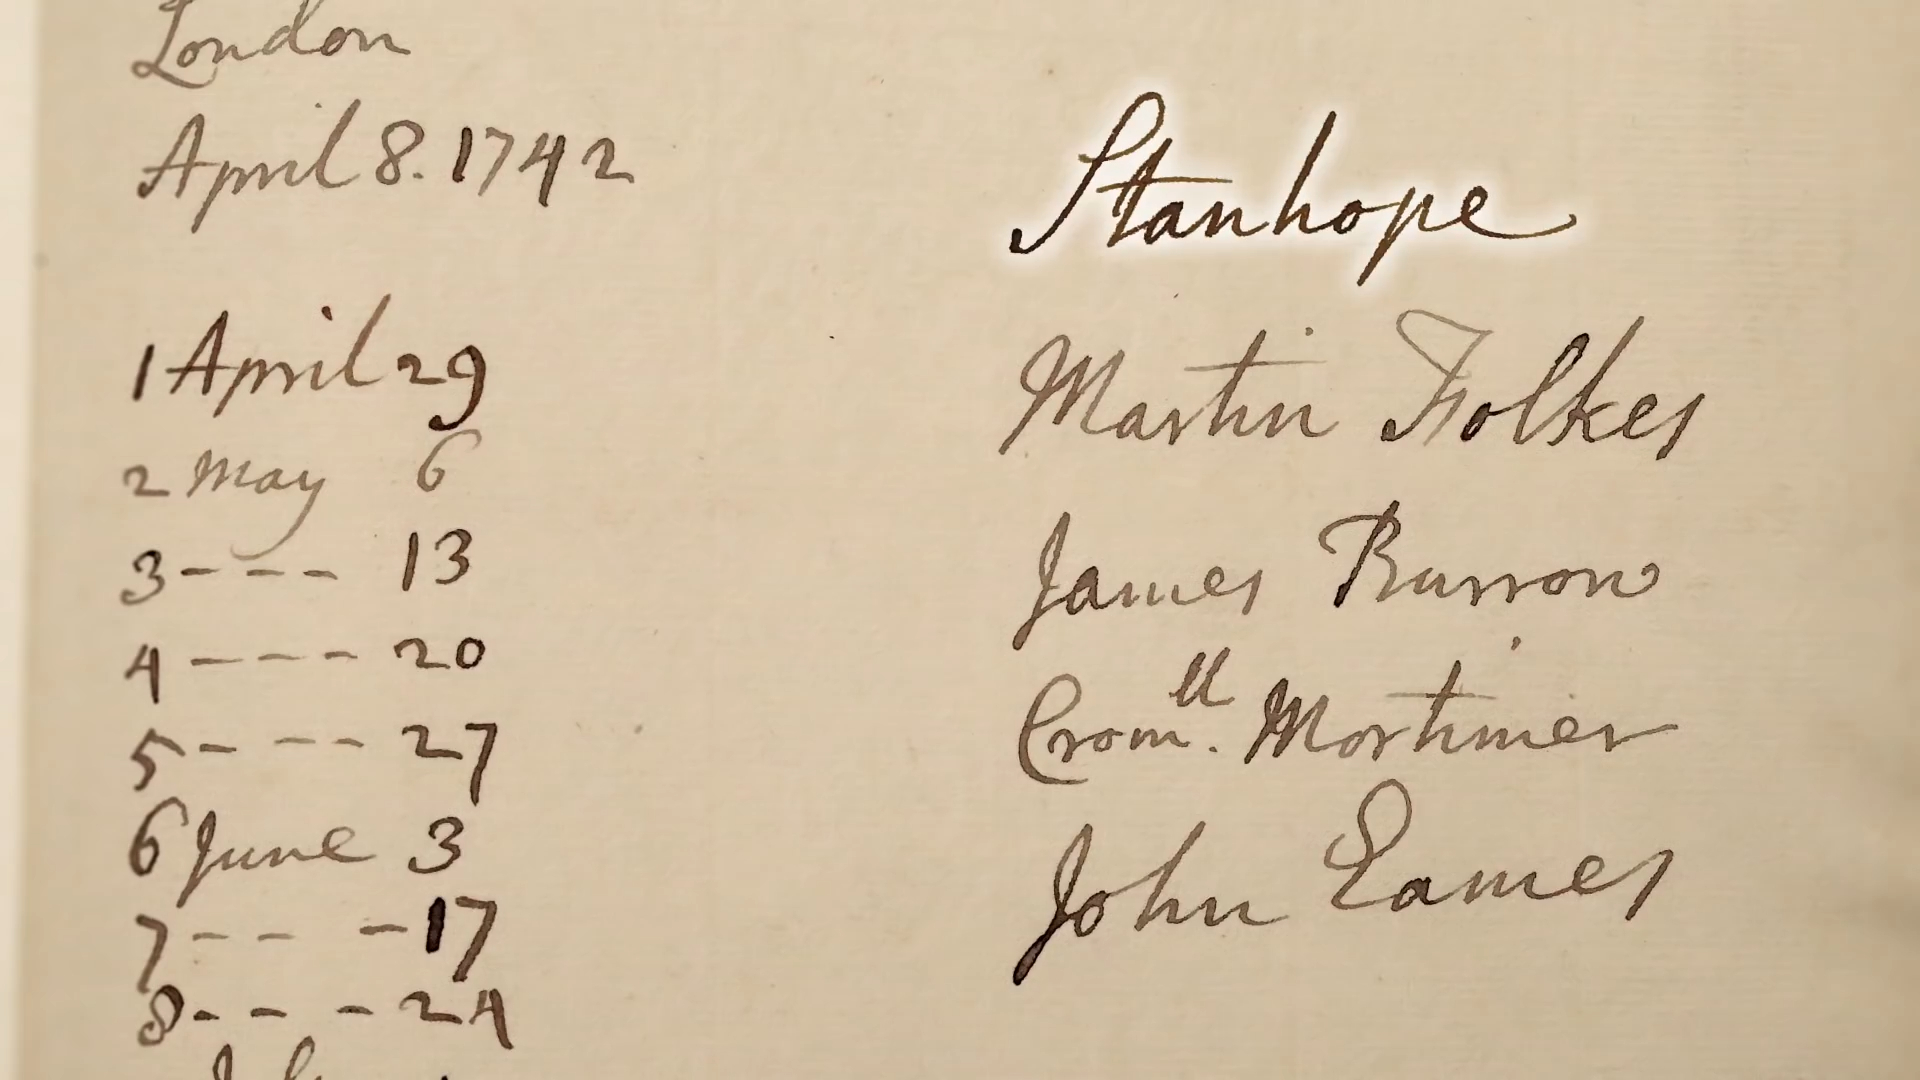 London
April 8. 1742
1 April 29
2 May 6
3 - - - 13
4 - - - - 20
5 - - - - 27
6 June 3
7 - - - - 17
8 - - - 24
Stanhope
Martin Folkes
James Burrow
Crom.ll Mortimer
John Eames